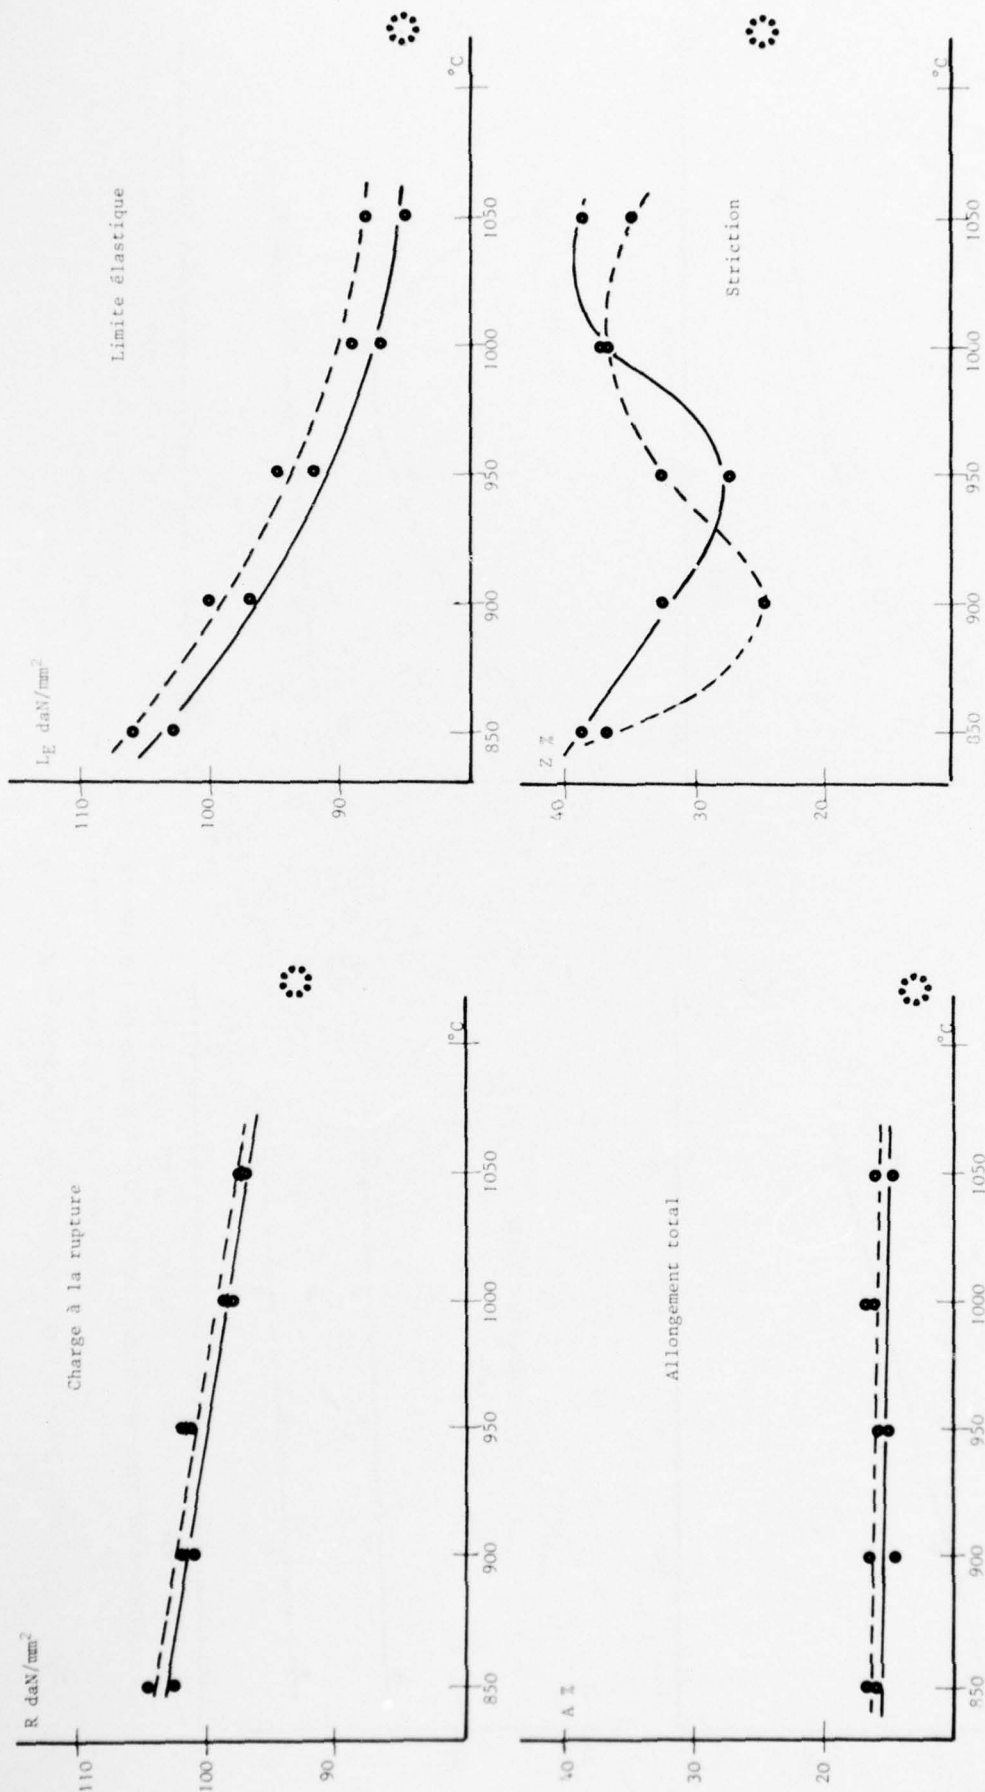 R daN/mm²
Charge à la rupture
110
100
90
850
900
950
1000
1050
°C
L_E daN/mm²
Limite élastique
110
100
90
850
900
950
1000
1050
°C
A %
Allongement total
40
30
20
850
900
950
1000
1050
°C
Z %
Striction
40
30
20
850
900
950
1000
1050
°C